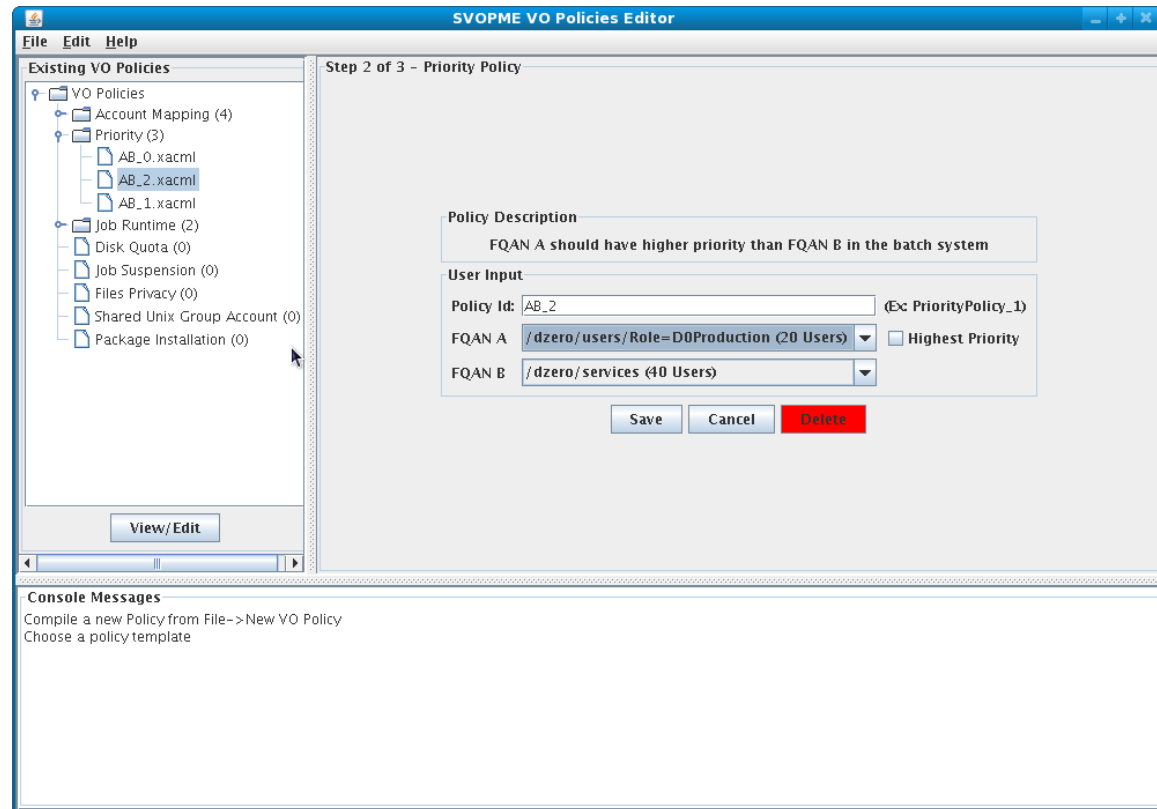 SVOPME VO Policies Editor
File Edit Help
Existing VO Policies
VO Policies
Account Mapping (4)
Priority (3)
AB_0.xacml
AB_2.xacml
AB_1.xacml
Job Runtime (2)
Disk Quota (0)
Job Suspension (0)
Files Privacy (0)
Shared Unix Group Account (0)
Package Installation (0)
View/Edit
Step 2 of 3 - Priority Policy
Policy Description
FQAN A should have higher priority than FQAN B in the batch system
User Input
Policy Id: AB_2 (Ex: PriorityPolicy_1)
FQAN A /dzero/users/Role=D0Production (20 Users) Highest Priority
FQAN B /dzero/services (40 Users)
Save Cancel Delete
Console Messages
Compile a new Policy from File->New VO Policy
Choose a policy template